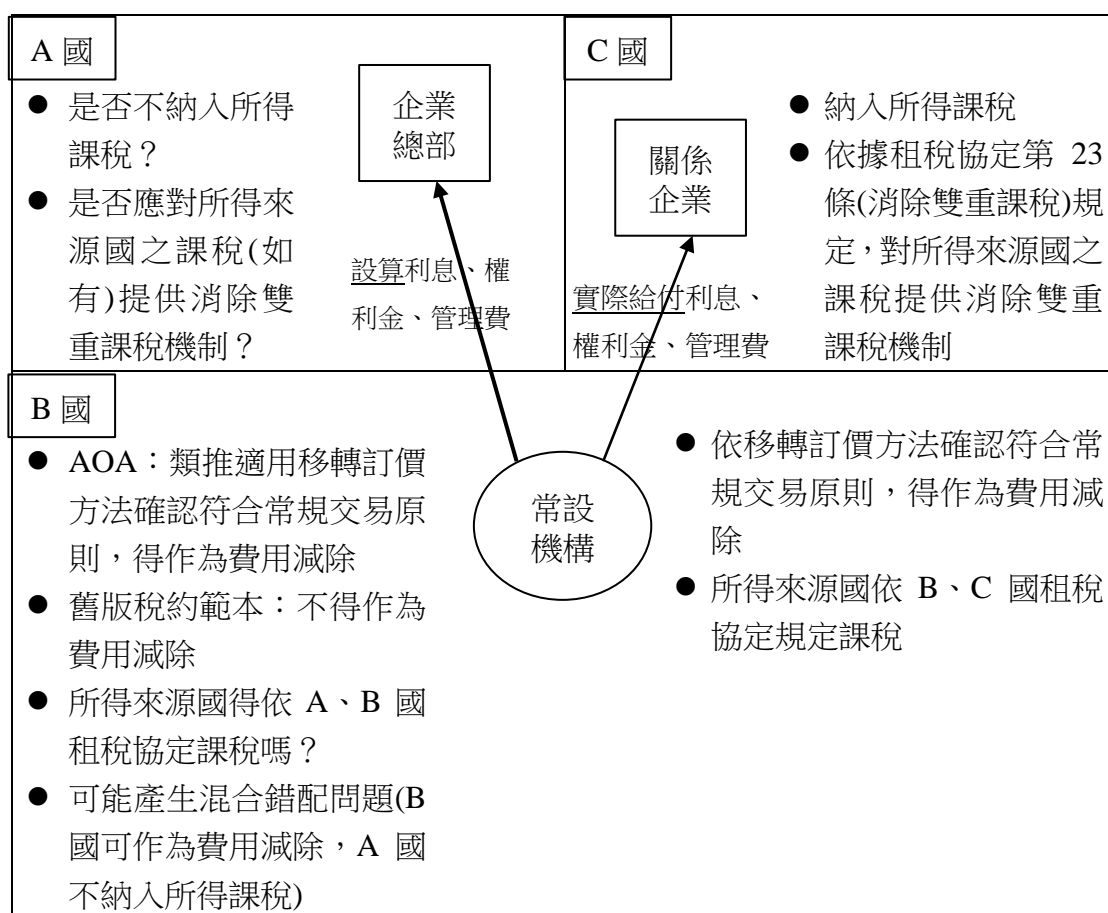 A 國
● 是否不納入所得
課稅？
● 是否應對所得來
源國之課稅(如
有)提供消除雙
重課稅機制？
企業
總部
設算利息、權
利金、管理費
C 國
關係
企業
實際給付利息、
權利金、管理費
● 納入所得課稅
● 依據租稅協定第 23
條(消除雙重課稅)規
定，對所得來源國之
課稅提供消除雙重
課稅機制
B 國
● AOA：類推適用移轉訂價
方法確認符合常規交易原
則，得作為費用減除
● 舊版稅約範本：不得作為
費用減除
● 所得來源國得依 A、B 國
租稅協定課稅嗎？
● 可能產生混合錯配問題(B
國可作為費用減除，A 國
不納入所得課稅)
常設
機構
● 依移轉訂價方法確認符合常
規交易原則，得作為費用減
除
● 所得來源國依 B、C 國租稅
協定規定課稅